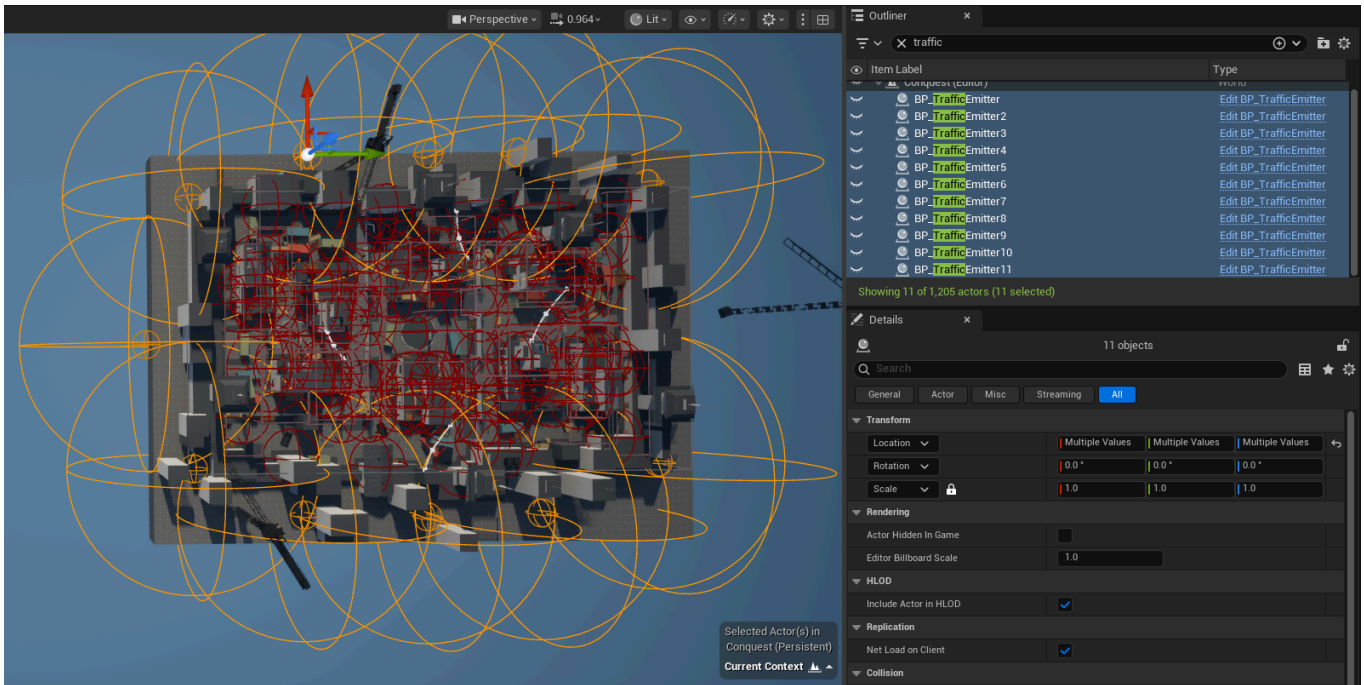 Perspective
0.964
Lit
Outliner
traffic
Item Label
Type
Conquest (Editor)
World
BP_TrafficEmitter
Edit BP_TrafficEmitter
BP_TrafficEmitter2
Edit BP_TrafficEmitter
BP_TrafficEmitter3
Edit BP_TrafficEmitter
BP_TrafficEmitter4
Edit BP_TrafficEmitter
BP_TrafficEmitter5
Edit BP_TrafficEmitter
BP_TrafficEmitter6
Edit BP_TrafficEmitter
BP_TrafficEmitter7
Edit BP_TrafficEmitter
BP_TrafficEmitter8
Edit BP_TrafficEmitter
BP_TrafficEmitter9
Edit BP_TrafficEmitter
BP_TrafficEmitter10
Edit BP_TrafficEmitter
BP_TrafficEmitter11
Edit BP_TrafficEmitter
Showing 11 of 1,205 actors (11 selected)
Details
11 objects
Search
General
Actor
Misc
Streaming
All
Transform
Location
Multiple Values
Multiple Values
Multiple Values
Rotation
0.0 °
0.0 °
0.0 °
Scale
1.0
1.0
1.0
Rendering
Actor Hidden In Game
Editor Billboard Scale
1.0
HLOD
Include Actor in HLOD
Replication
Net Load on Client
Collision
Selected Actor(s) in
Conquest (Persistent)
Current Context